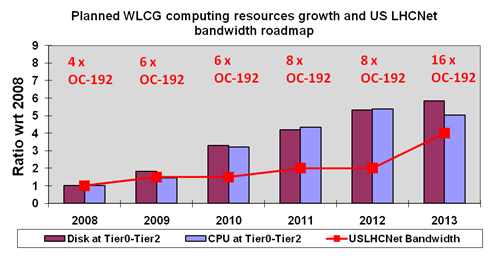 Planned WLCG computing resources growth and US LHCNet
bandwidth roadmap
Ratio wrt 2008
9
8
7
6
5
4
3
2
1
0
4 x 6 x 6 x 8 x 8 x 16 x
OC-192 OC-192 OC-192 OC-192 OC-192 OC-192
2008 2009 2010 2011 2012 2013
Disk at Tier0-Tier2 CPU at Tier0-Tier2 USLHCNet Bandwidth